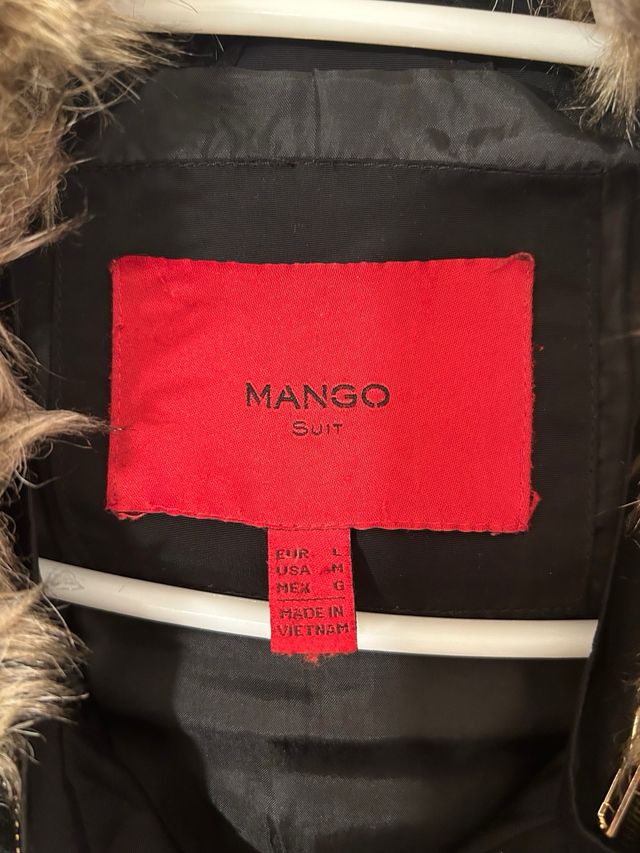 MANGO
SUIT
EUR L
USA M
MEX G
MADE IN
VIETNAM